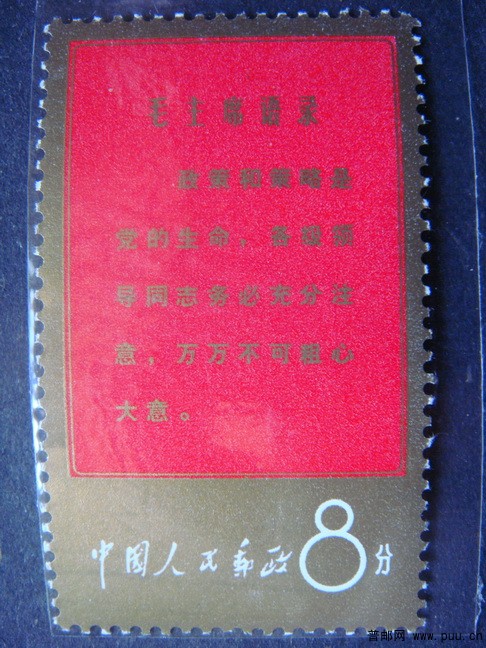 毛主席语录
政策和策略是
党的生命，各级领
导同志务必充分注
意，万万不可粗心
大意。
中国人民邮政 8分
普邮网 www.puu.cn